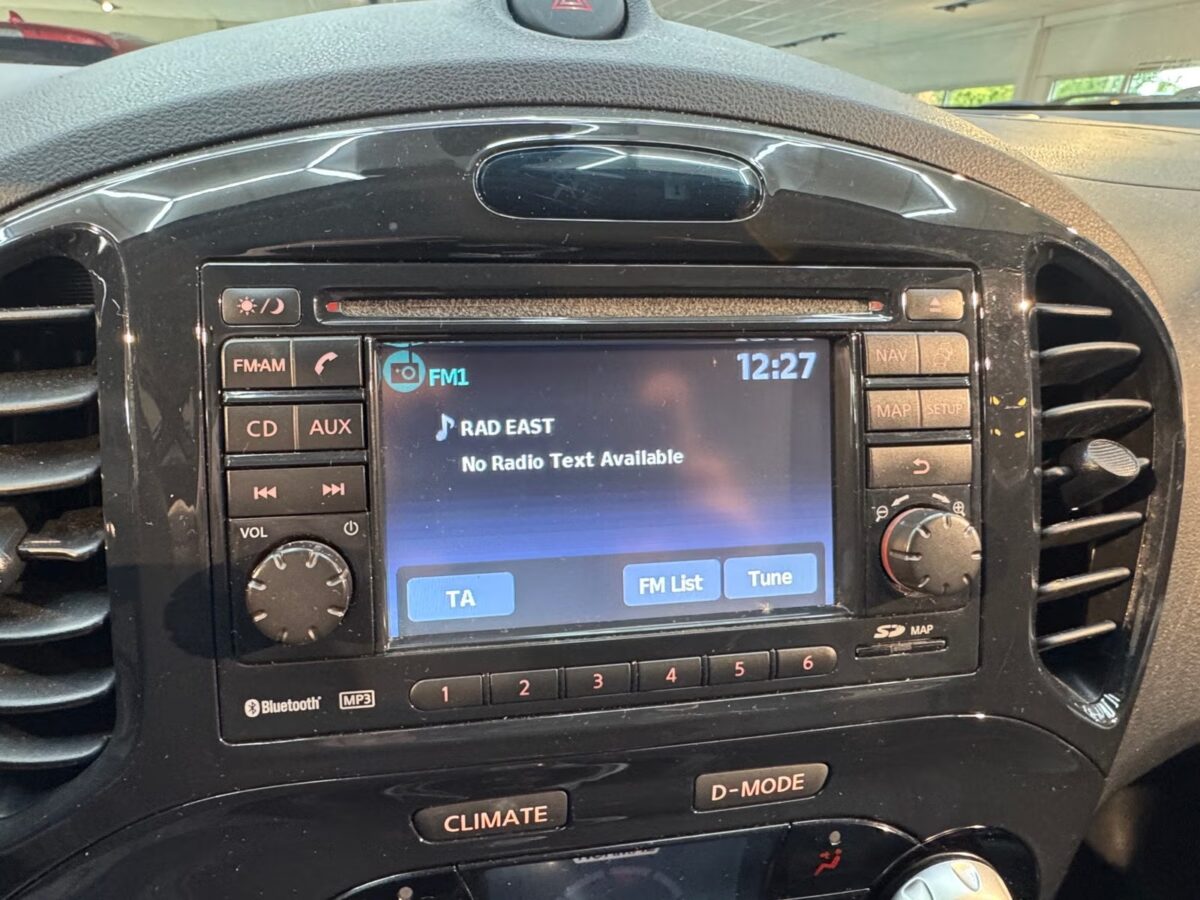 FM·AM
CD AUX
VOL
FM1 12:27
RAD EAST
No Radio Text Available
TA FM List Tune
NAV
MAP SETUP
SD MAP
Bluetooth MP3 1 2 3 4 5 6
CLIMATE D-MODE